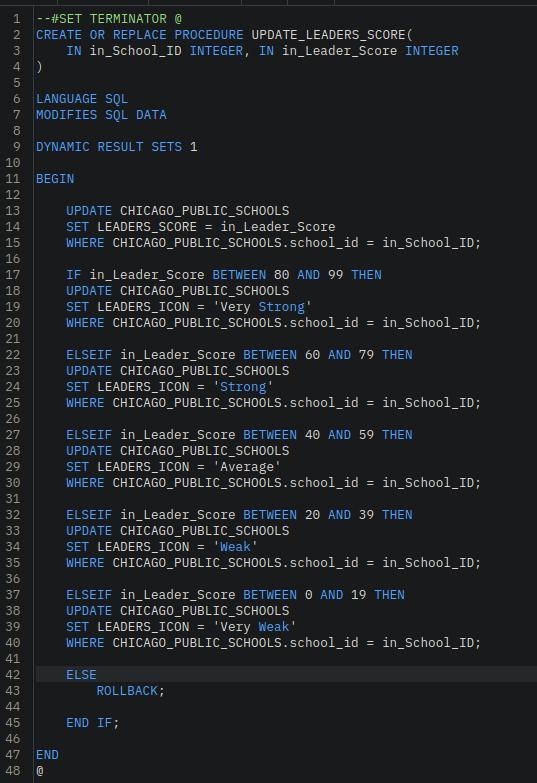 1 --#SET TERMINATOR @
2 CREATE OR REPLACE PROCEDURE UPDATE_LEADERS_SCORE(
3 IN in_School_ID INTEGER, IN in_Leader_Score INTEGER
4 )
5
6 LANGUAGE SQL
7 MODIFIES SQL DATA
8
9 DYNAMIC RESULT SETS 1
10
11 BEGIN
12
13 UPDATE CHICAGO_PUBLIC_SCHOOLS
14 SET LEADERS_SCORE = in_Leader_Score
15 WHERE CHICAGO_PUBLIC_SCHOOLS.school_id = in_School_ID;
16
17 IF in_Leader_Score BETWEEN 80 AND 99 THEN
18 UPDATE CHICAGO_PUBLIC_SCHOOLS
19 SET LEADERS_ICON = 'Very Strong'
20 WHERE CHICAGO_PUBLIC_SCHOOLS.school_id = in_School_ID;
21
22 ELSEIF in_Leader_Score BETWEEN 60 AND 79 THEN
23 UPDATE CHICAGO_PUBLIC_SCHOOLS
24 SET LEADERS_ICON = 'Strong'
25 WHERE CHICAGO_PUBLIC_SCHOOLS.school_id = in_School_ID;
26
27 ELSEIF in_Leader_Score BETWEEN 40 AND 59 THEN
28 UPDATE CHICAGO_PUBLIC_SCHOOLS
29 SET LEADERS_ICON = 'Average'
30 WHERE CHICAGO_PUBLIC_SCHOOLS.school_id = in_School_ID;
31
32 ELSEIF in_Leader_Score BETWEEN 20 AND 39 THEN
33 UPDATE CHICAGO_PUBLIC_SCHOOLS
34 SET LEADERS_ICON = 'Weak'
35 WHERE CHICAGO_PUBLIC_SCHOOLS.school_id = in_School_ID;
36
37 ELSEIF in_Leader_Score BETWEEN 0 AND 19 THEN
38 UPDATE CHICAGO_PUBLIC_SCHOOLS
39 SET LEADERS_ICON = 'Very Weak'
40 WHERE CHICAGO_PUBLIC_SCHOOLS.school_id = in_School_ID;
41
42 ELSE
43 ROLLBACK;
44
45 END IF;
46
47 END
48 @